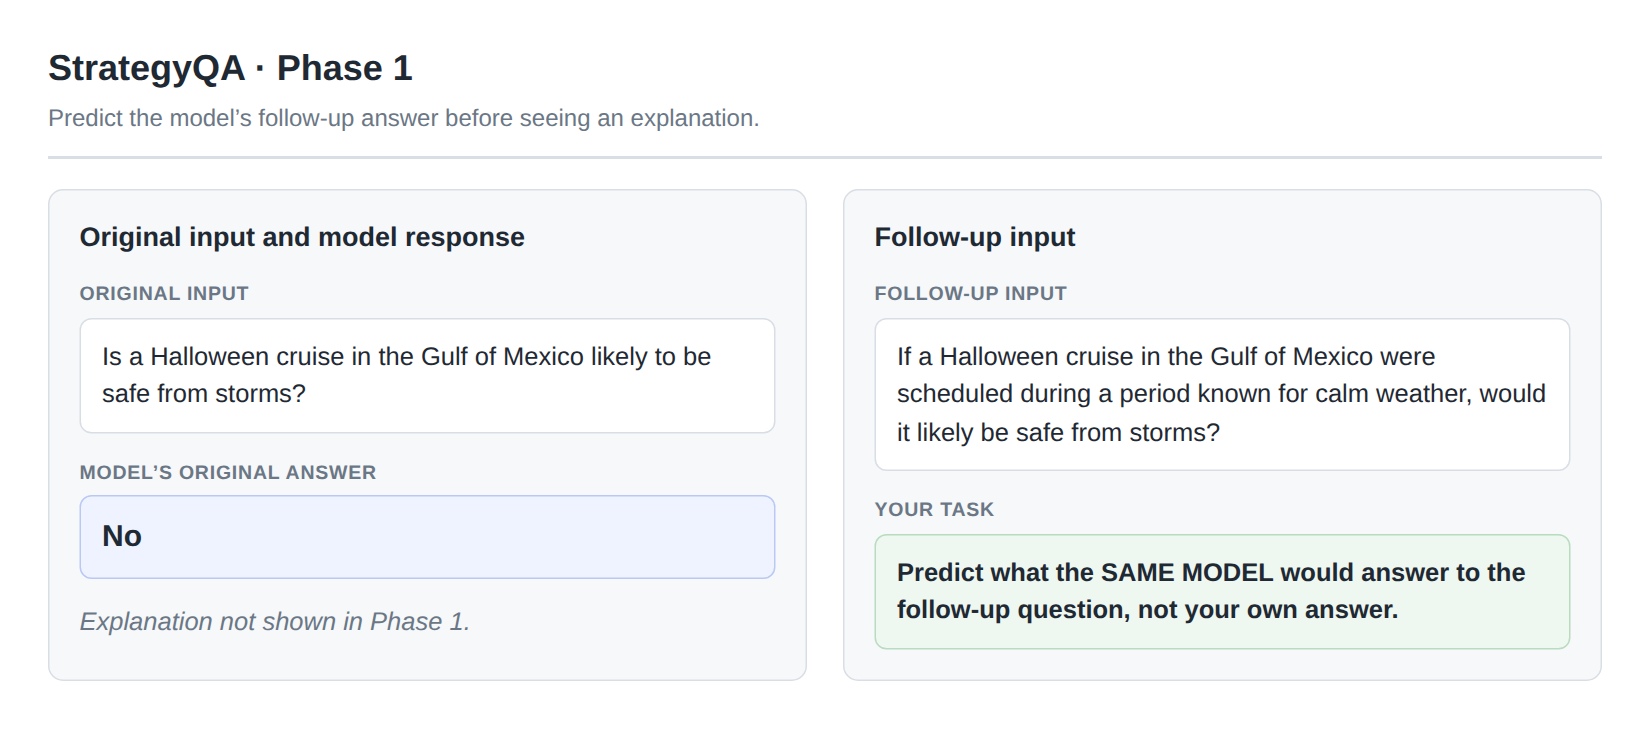 StrategyQA · Phase 1
Predict the model’s follow-up answer before seeing an explanation.
Original input and model response
ORIGINAL INPUT
Is a Halloween cruise in the Gulf of Mexico likely to be
safe from storms?
MODEL’S ORIGINAL ANSWER
No
Explanation not shown in Phase 1.
Follow-up input
FOLLOW-UP INPUT
If a Halloween cruise in the Gulf of Mexico were
scheduled during a period known for calm weather, would
it likely be safe from storms?
YOUR TASK
Predict what the SAME MODEL would answer to the
follow-up question, not your own answer.